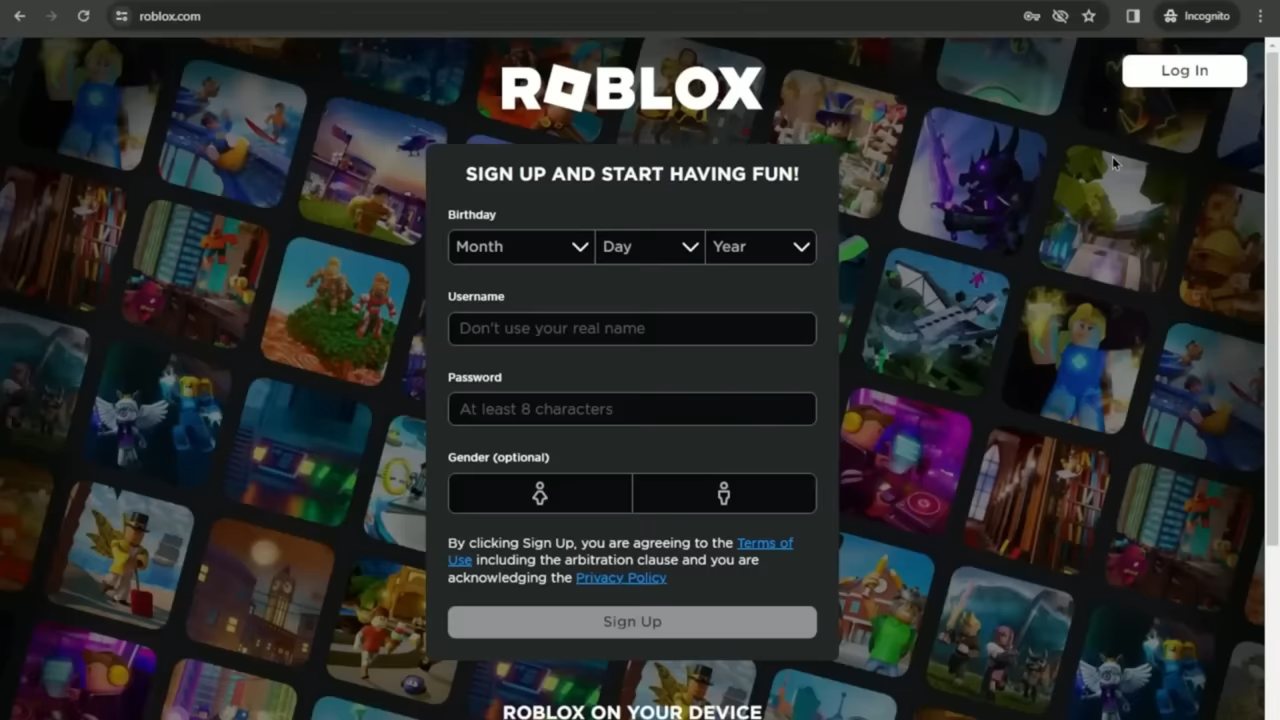 roblox.com
Incognito
Log In
ROBLOX
SIGN UP AND START HAVING FUN!
Birthday
Month Day Year
Username
Don't use your real name
Password
At least 8 characters
Gender (optional)
By clicking Sign Up, you are agreeing to the Terms of
Use including the arbitration clause and you are
acknowledging the Privacy Policy
Sign Up
ROBLOX ON YOUR DEVICE